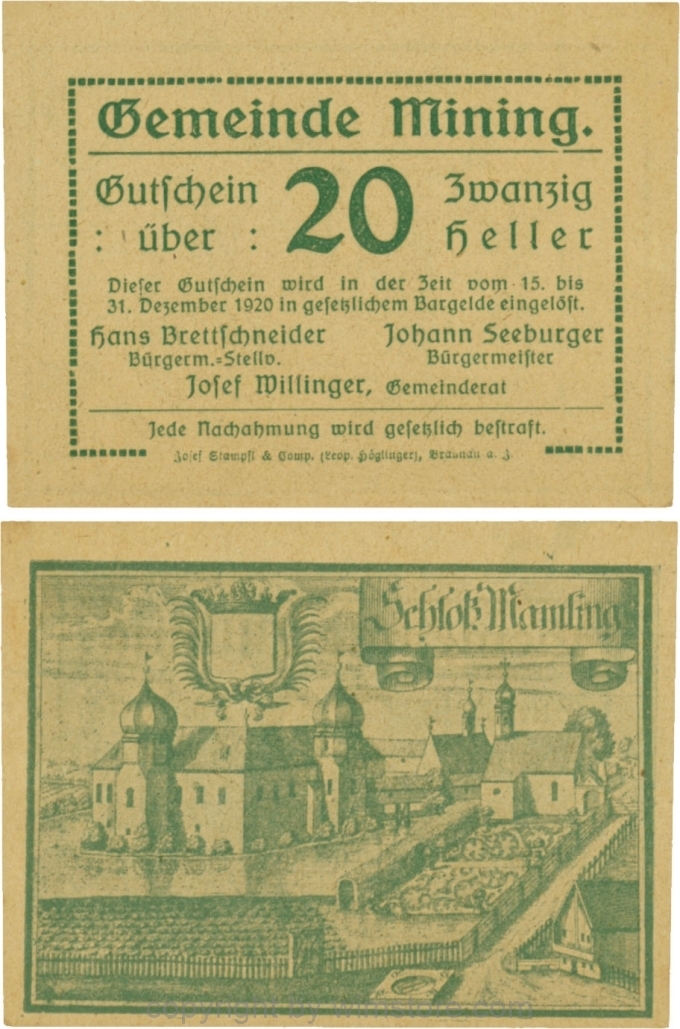 Gemeinde Mining.
Gutschein 20 Zwanzig
: über : Heller
Dieser Gutschein wird in der Zeit vom 15. bis
31. Dezember 1920 in gesetzlichem Bargelde eingelöst.
Hans Brettschneider Johann Seeburger
Bürgerm.=Stellv. Bürgermeister
Josef Willinger, Gemeinderat
Jede Nachahmung wird gesetzlich bestraft.
Josef Stampfl & Comp. (Leop. Höglinger), Braunau a. J.
Schloß Mamling
copyright by